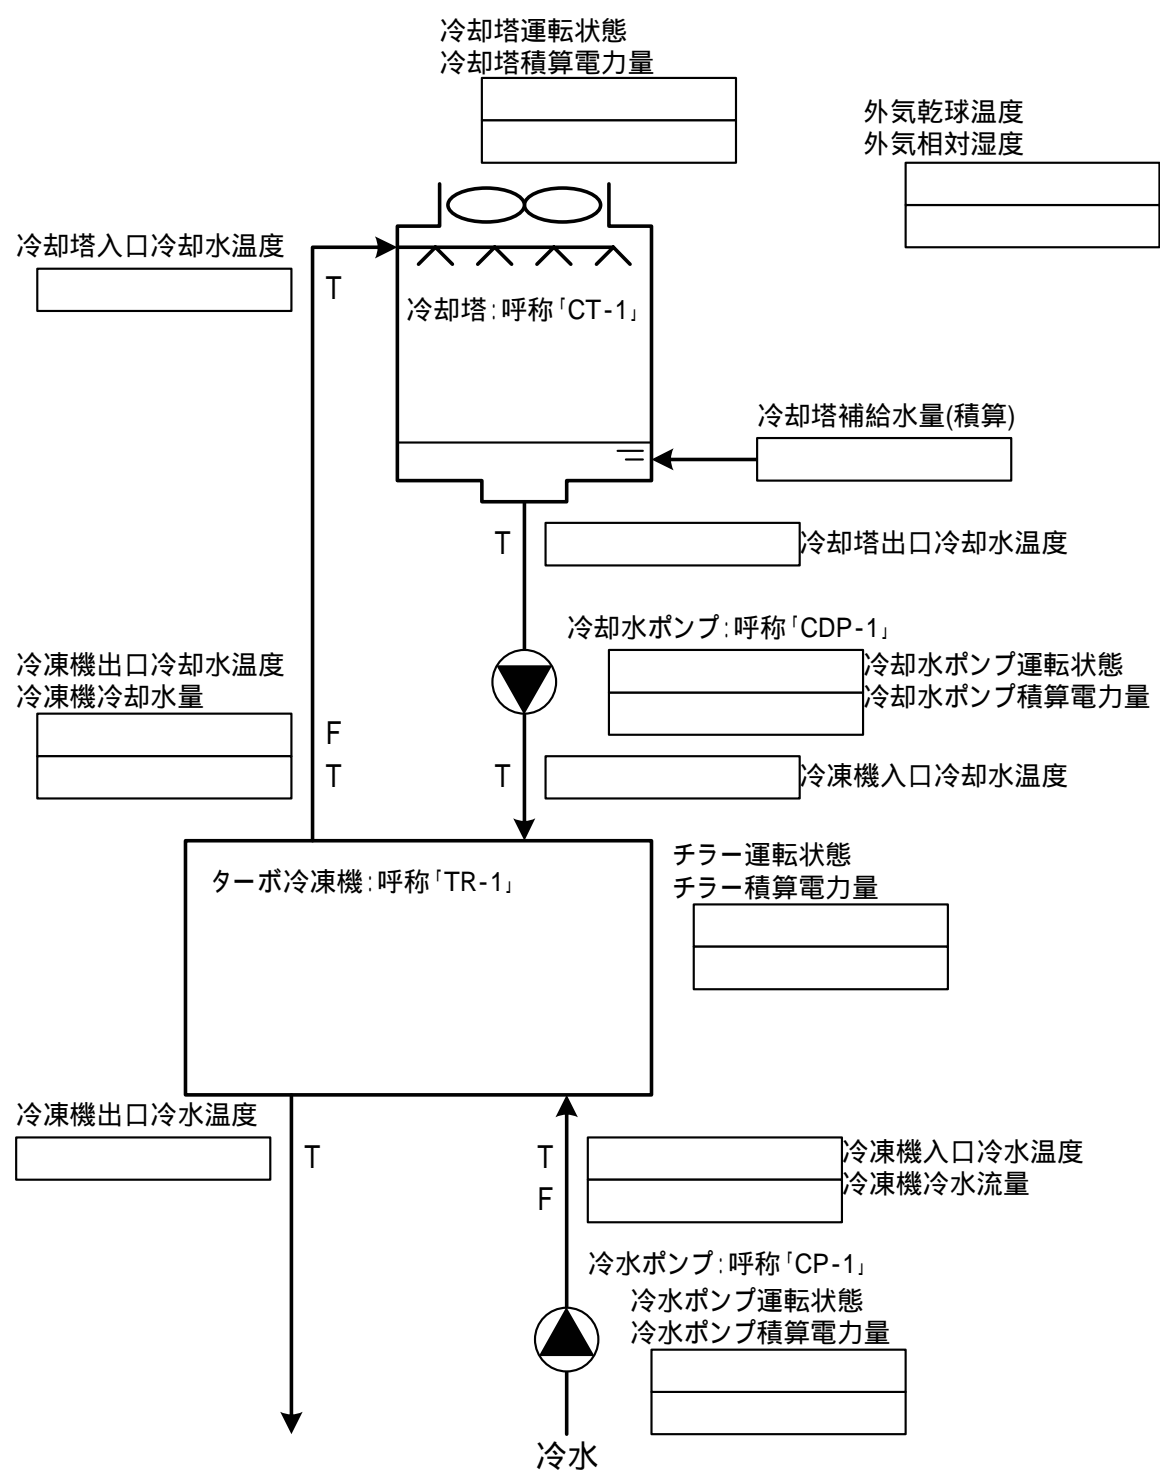 冷却塔運転状態
冷却塔積算電力量
外気乾球温度
外気相対湿度
冷却塔入口冷却水温度
T
冷却塔:呼称「CT-1」
冷却塔補給水量(積算)
T
冷却塔出口冷却水温度
冷却水ポンプ:呼称「CDP-1」
冷却水ポンプ運転状態
冷却水ポンプ積算電力量
冷凍機出口冷却水温度
冷凍機冷却水量
F
T
T
冷凍機入口冷却水温度
ターボ冷凍機:呼称「TR-1」
チラー運転状態
チラー積算電力量
冷凍機出口冷水温度
T
T
F
冷凍機入口冷水温度
冷凍機冷水流量
冷水ポンプ:呼称「CP-1」
冷水ポンプ運転状態
冷水ポンプ積算電力量
冷水